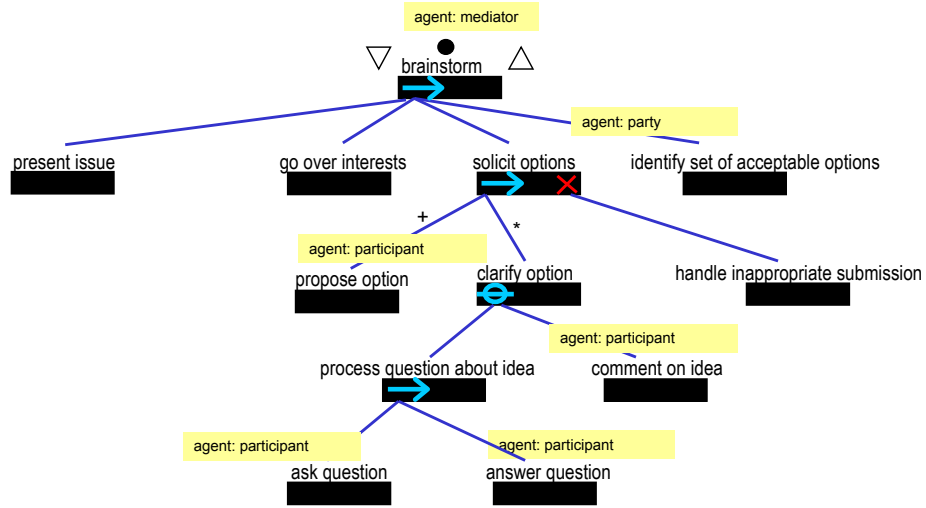 agent: mediator
brainstorm
agent: party
present issue
go over interests
solicit options
identify set of acceptable options
+
*
agent: participant
propose option
clarify option
handle inappropriate submission
agent: participant
process question about idea
comment on idea
agent: participant
agent: participant
ask question
answer question